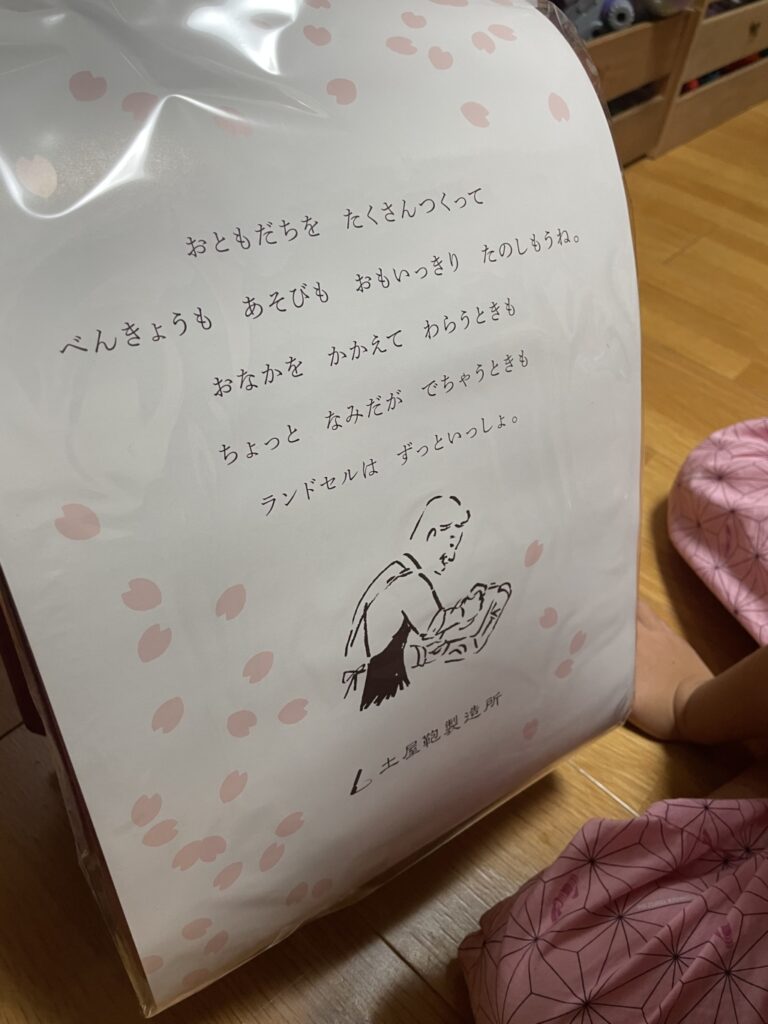 おともだちを　たくさんつくって
べんきょうも　あそびも　おもいっきり　たのしもうね。
おなかを　かかえて　わらうときも
ちょっと　なみだが　でちゃうときも
ランドセルは　ずっといっしょ。
土屋鞄製造所